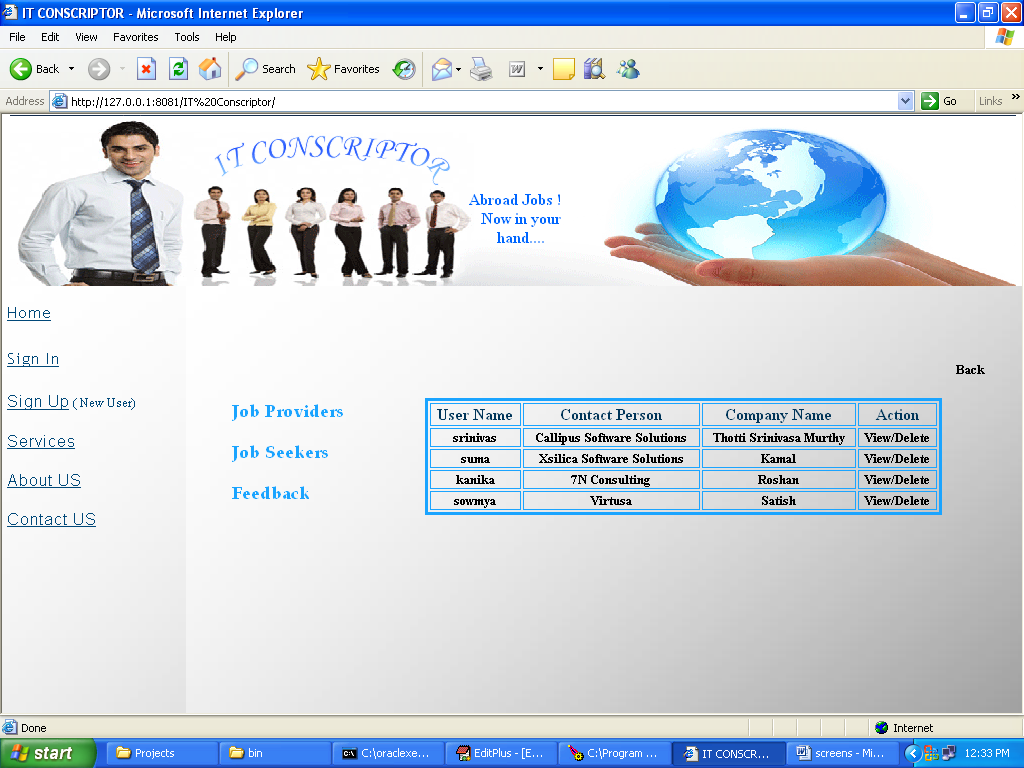 IT CONSCRIPTOR - Microsoft Internet Explorer
File Edit View Favorites Tools Help
Back Search Favorites
Address http://127.0.0.1:8081/IT%20Conscriptor/ Go Links »
IT CONSCRIPTOR
Abroad Jobs !
Now in your
hand....
Home
Sign In
Sign Up ( New User)
Services
About US
Contact US
Back
Job Providers
Job Seekers
Feedback
User Name Contact Person Company Name Action
srinivas Callipus Software Solutions Thotti Srinivasa Murthy View/Delete
suma Xsilica Software Solutions Kamal View/Delete
kanika 7N Consulting Roshan View/Delete
sowmya Virtusa Satish View/Delete
Done Internet
start Projects bin C:\oraclexe... EditPlus - [E... C:\Program ... IT CONSCR... screens - Mi... 12:33 PM